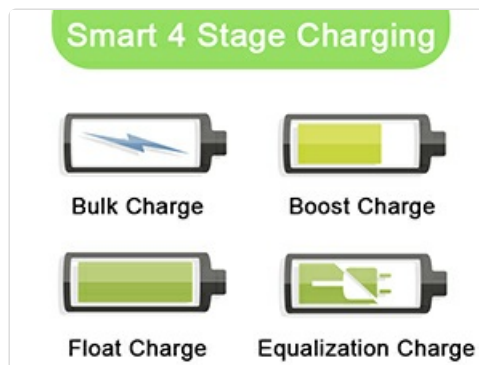 Smart 4 Stage Charging
Bulk Charge
Boost Charge
Float Charge
Equalization Charge